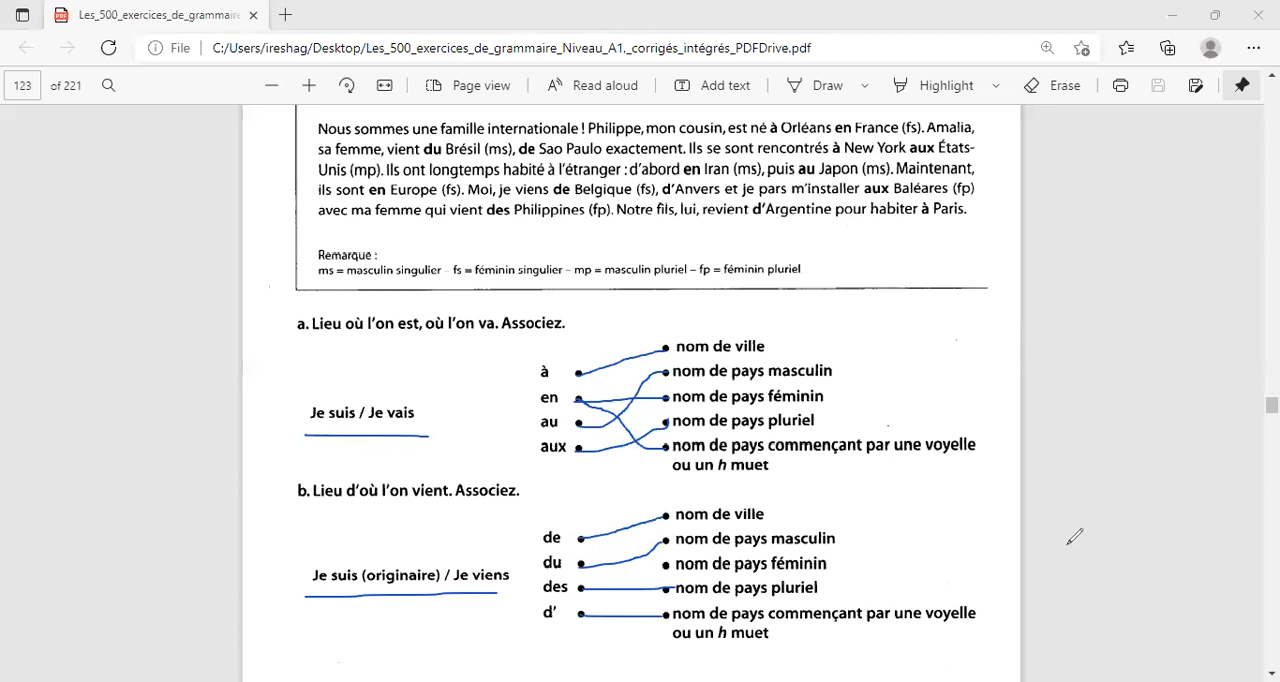 Les_500_exercices_de_grammaire
File C:/Users/ireshag/Desktop/Les_500_exercices_de_grammaire_Niveau_A1._corrigés_intégrés_PDFDrive.pdf
123 of 221 Page view Read aloud Add text Draw Highlight Erase
Nous sommes une famille internationale ! Philippe, mon cousin, est né à Orléans en France (fs). Amalia,
sa femme, vient du Brésil (ms), de Sao Paulo exactement. Ils se sont rencontrés à New York aux États-
Unis (mp). Ils ont longtemps habité à l'étranger : d'abord en Iran (ms), puis au Japon (ms). Maintenant,
ils sont en Europe (fs). Moi, je viens de Belgique (fs), d'Anvers et je pars m'installer aux Baléares (fp)
avec ma femme qui vient des Philippines (fp). Notre fils, lui, revient d'Argentine pour habiter à Paris.
Remarque :
ms = masculin singulier – fs = féminin singulier – mp = masculin pluriel – fp = féminin pluriel
a. Lieu où l'on est, où l'on va. Associez.
Je suis / Je vais
à
en
au
aux
nom de ville
nom de pays masculin
nom de pays féminin
nom de pays pluriel
nom de pays commençant par une voyelle
ou un h muet
b. Lieu d'où l'on vient. Associez.
Je suis (originaire) / Je viens
de
du
des
d'
nom de ville
nom de pays masculin
nom de pays féminin
nom de pays pluriel
nom de pays commençant par une voyelle
ou un h muet